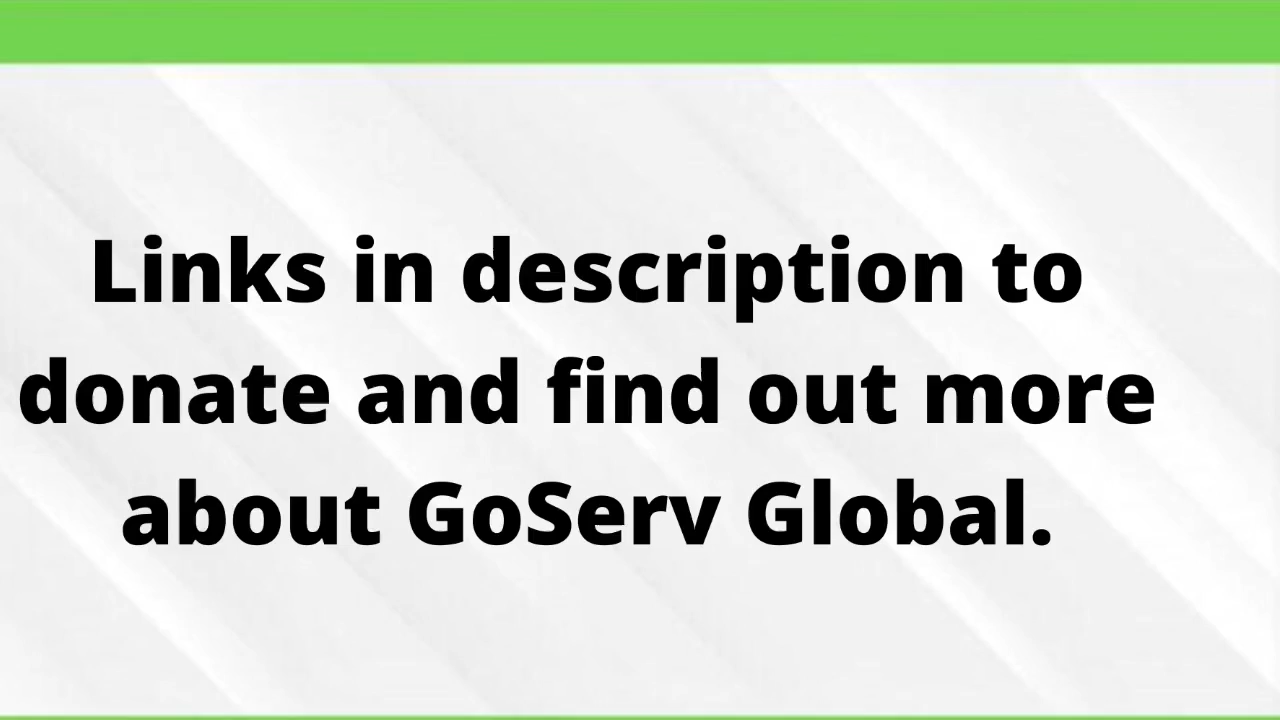 Links in description to
donate and find out more
about GoServ Global.